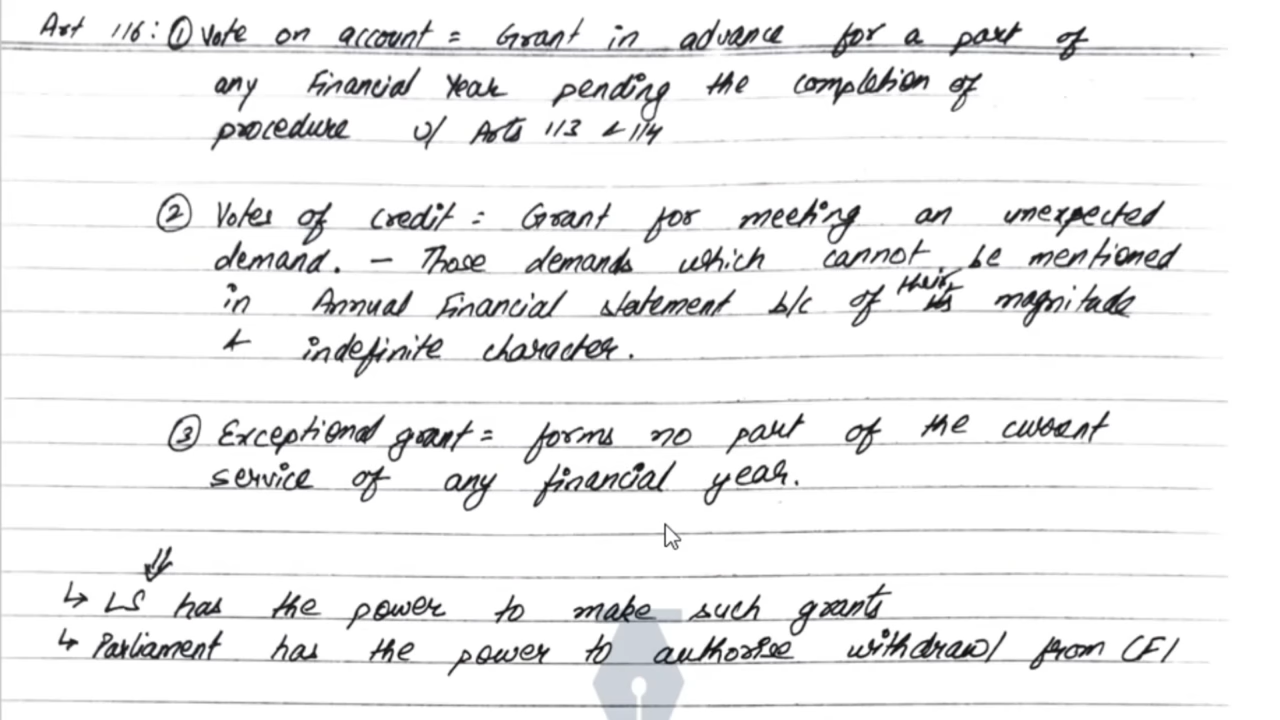 Art 116: ① Vote on account = Grant in advance for a part of
any Financial Year pending the completion of
procedure u/ Arts 113 & 114
② Votes of credit = Grant for meeting an unexpected
demand. - Those demands which cannot be mentioned
in Annual Financial statement b/c of their magnitude
& indefinite character.
③ Exceptional grant = forms no part of the current
service of any financial year.
⇓
↳ LS has the power to make such grants
↳ Parliament has the power to authorise withdrawl from CFI